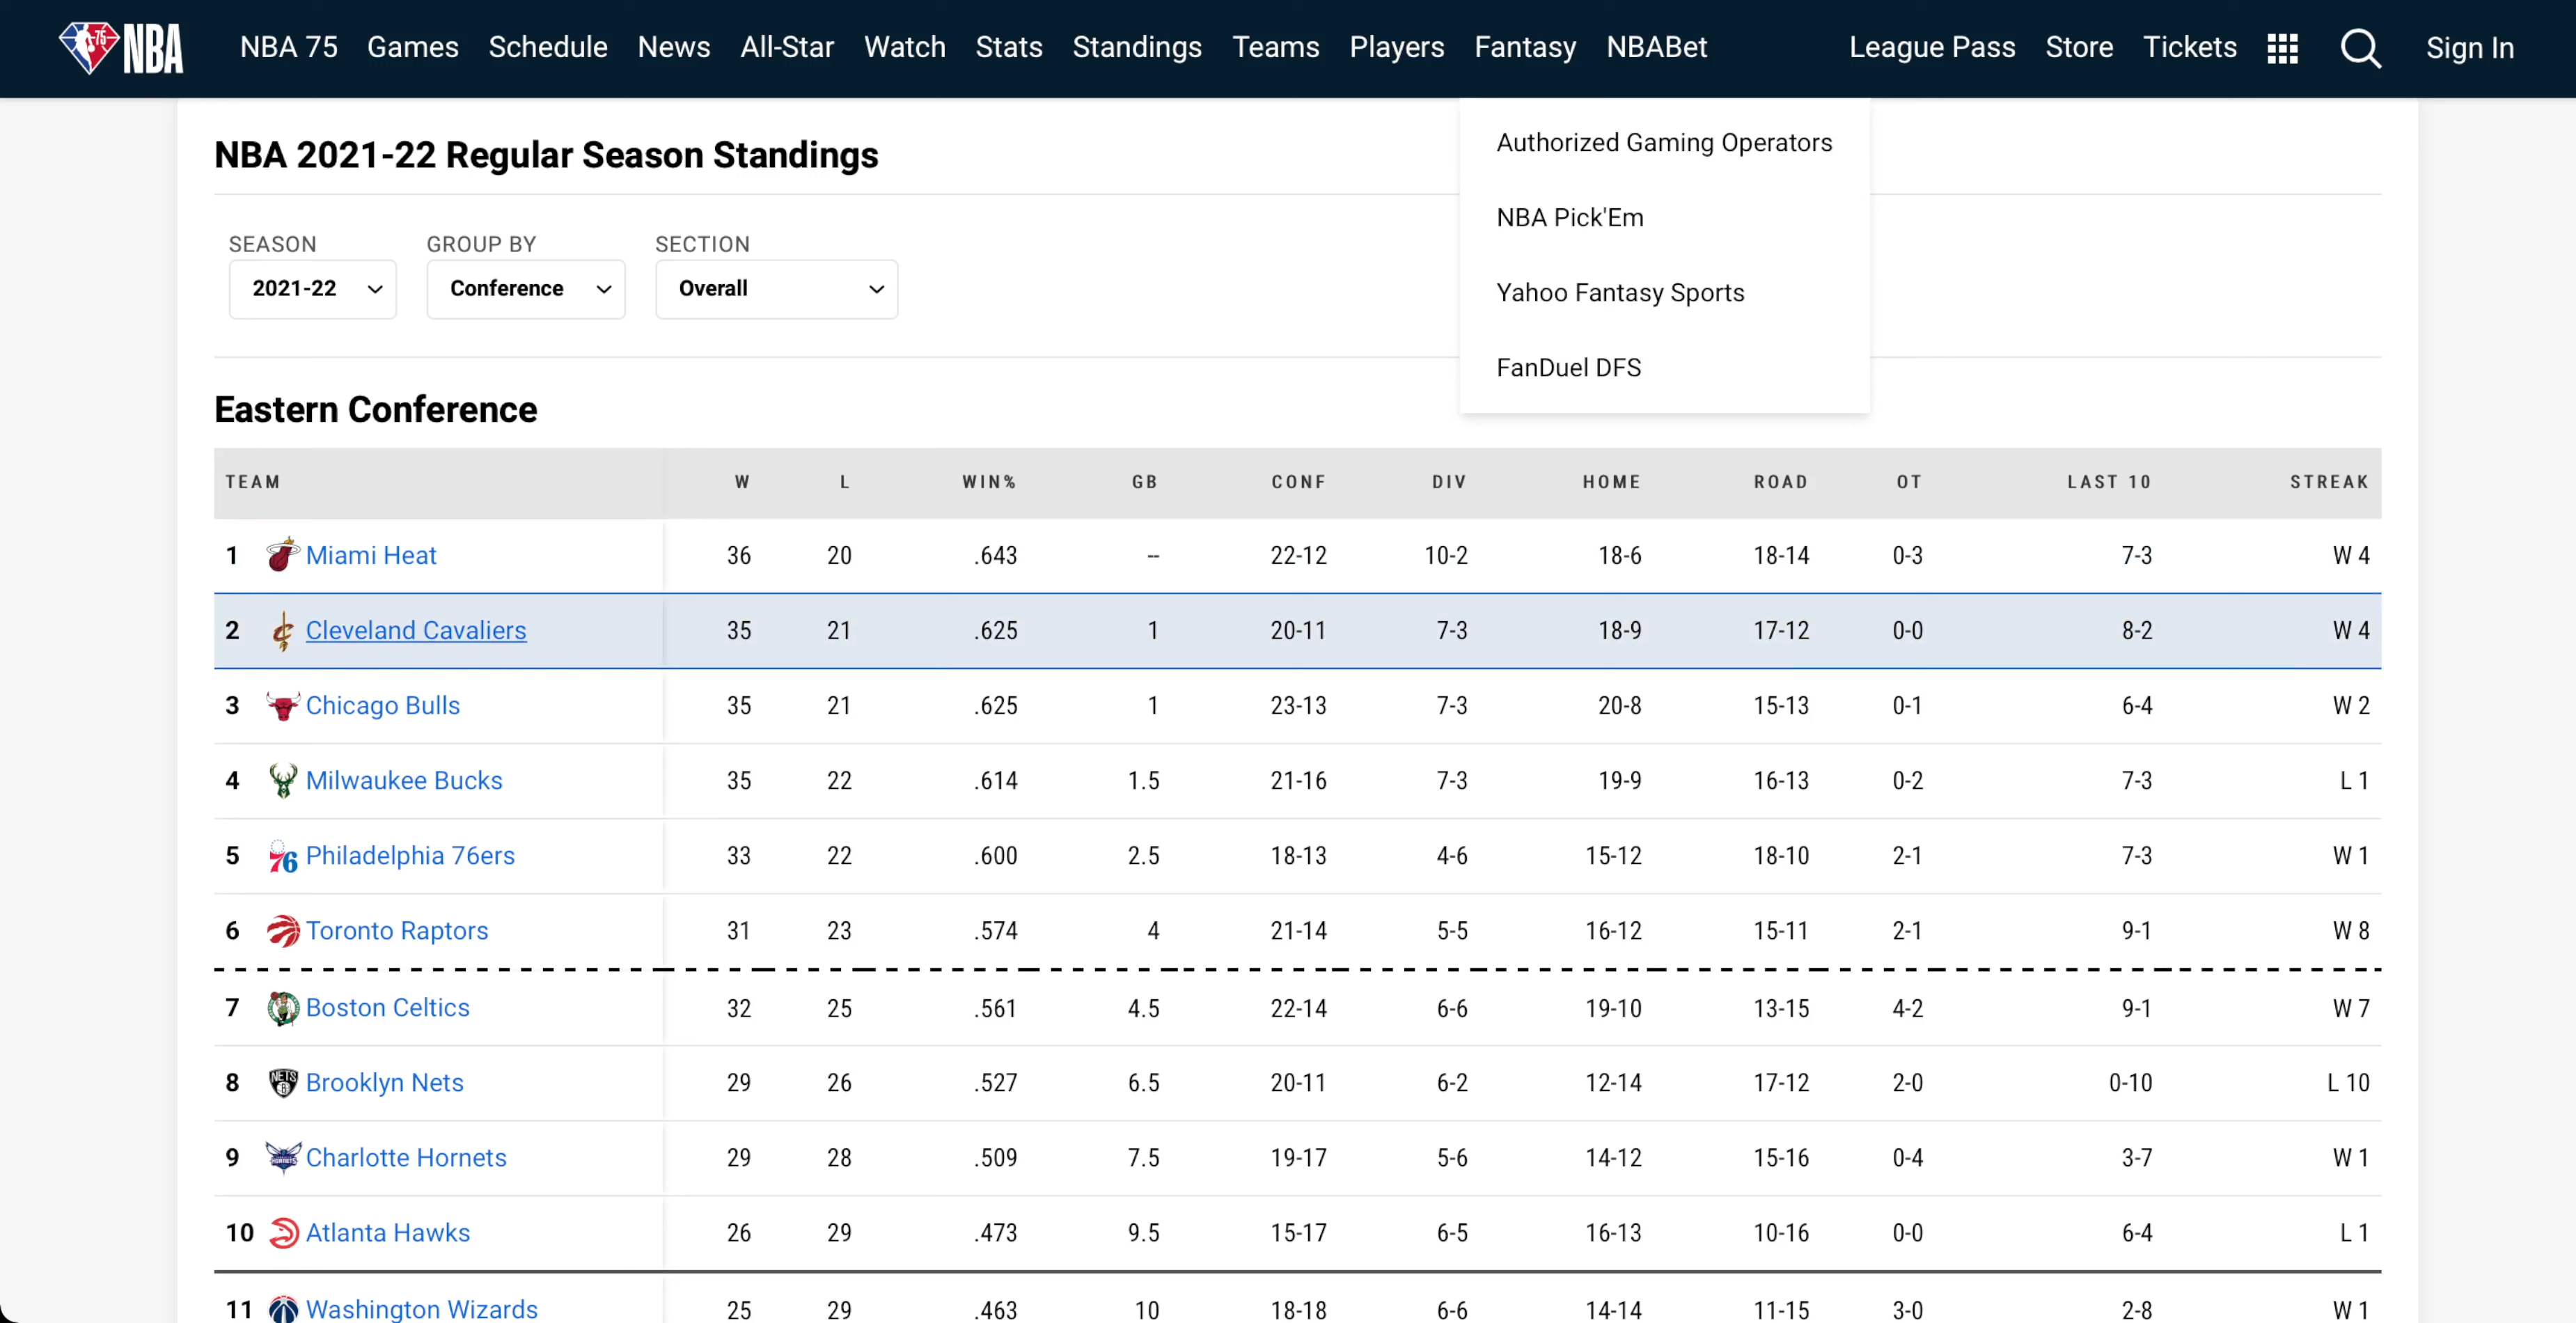 75 NBA NBA 75 Games Schedule News All-Star Watch Stats Standings Teams Players Fantasy NBABet League Pass Store Tickets Sign In
Authorized Gaming Operators
NBA Pick'Em
Yahoo Fantasy Sports
FanDuel DFS
NBA 2021-22 Regular Season Standings
SEASON GROUP BY SECTION
2021-22 Conference Overall
Eastern Conference
TEAM W L WIN% GB CONF DIV HOME ROAD OT LAST 10 STREAK
1 Miami Heat 36 20 .643 -- 22-12 10-2 18-6 18-14 0-3 7-3 W 4
2 Cleveland Cavaliers 35 21 .625 1 20-11 7-3 18-9 17-12 0-0 8-2 W 4
3 Chicago Bulls 35 21 .625 1 23-13 7-3 20-8 15-13 0-1 6-4 W 2
4 Milwaukee Bucks 35 22 .614 1.5 21-16 7-3 19-9 16-13 0-2 7-3 L 1
5 76 Philadelphia 76ers 33 22 .600 2.5 18-13 4-6 15-12 18-10 2-1 7-3 W 1
6 Toronto Raptors 31 23 .574 4 21-14 5-5 16-12 15-11 2-1 9-1 W 8
7 Boston Celtics 32 25 .561 4.5 22-14 6-6 19-10 13-15 4-2 9-1 W 7
8 NETS B Brooklyn Nets 29 26 .527 6.5 20-11 6-2 12-14 17-12 2-0 0-10 L 10
9 Charlotte Hornets 29 28 .509 7.5 19-17 5-6 14-12 15-16 0-4 3-7 W 1
10 Atlanta Hawks 26 29 .473 9.5 15-17 6-5 16-13 10-16 0-0 6-4 L 1
11 Washington Wizards 25 29 .463 10 18-18 6-6 14-14 11-15 3-0 2-8 W 1